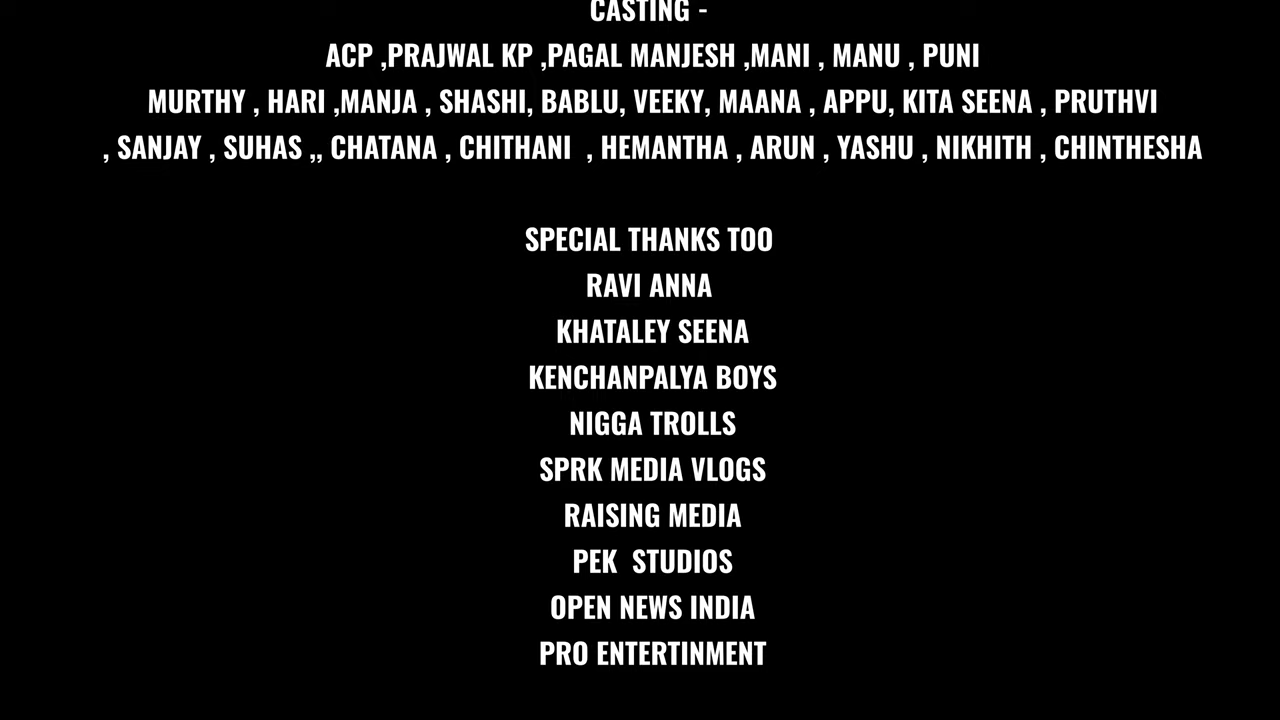 CASTING -
ACP ,PRAJWAL KP ,PAGAL MANJESH ,MANI , MANU , PUNI
MURTHY , HARI ,MANJA , SHASHI, BABLU, VEEKY, MAANA , APPU, KITA SEENA , PRUTHVI
, SANJAY , SUHAS ,, CHATANA , CHITHANI  , HEMANTHA , ARUN , YASHU , NIKHITH , CHINTHESHA
SPECIAL THANKS TOO
RAVI ANNA
KHATALEY SEENA
KENCHANPALYA BOYS
NIGGA TROLLS
SPRK MEDIA VLOGS
RAISING MEDIA
PEK  STUDIOS
OPEN NEWS INDIA
PRO ENTERTINMENT